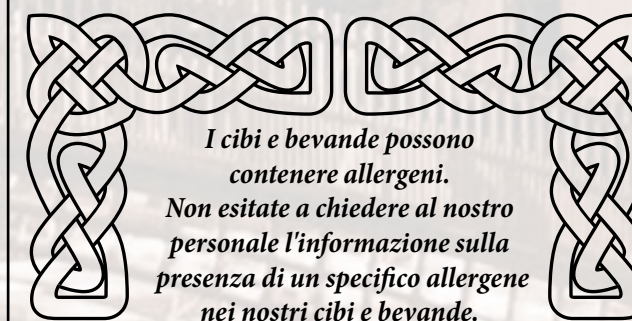 I cibi e bevande possono
contenere allergeni.
Non esitate a chiedere al nostro
personale l'informazione sulla
presenza di un specifico allergene
nei nostri cibi e bevande.